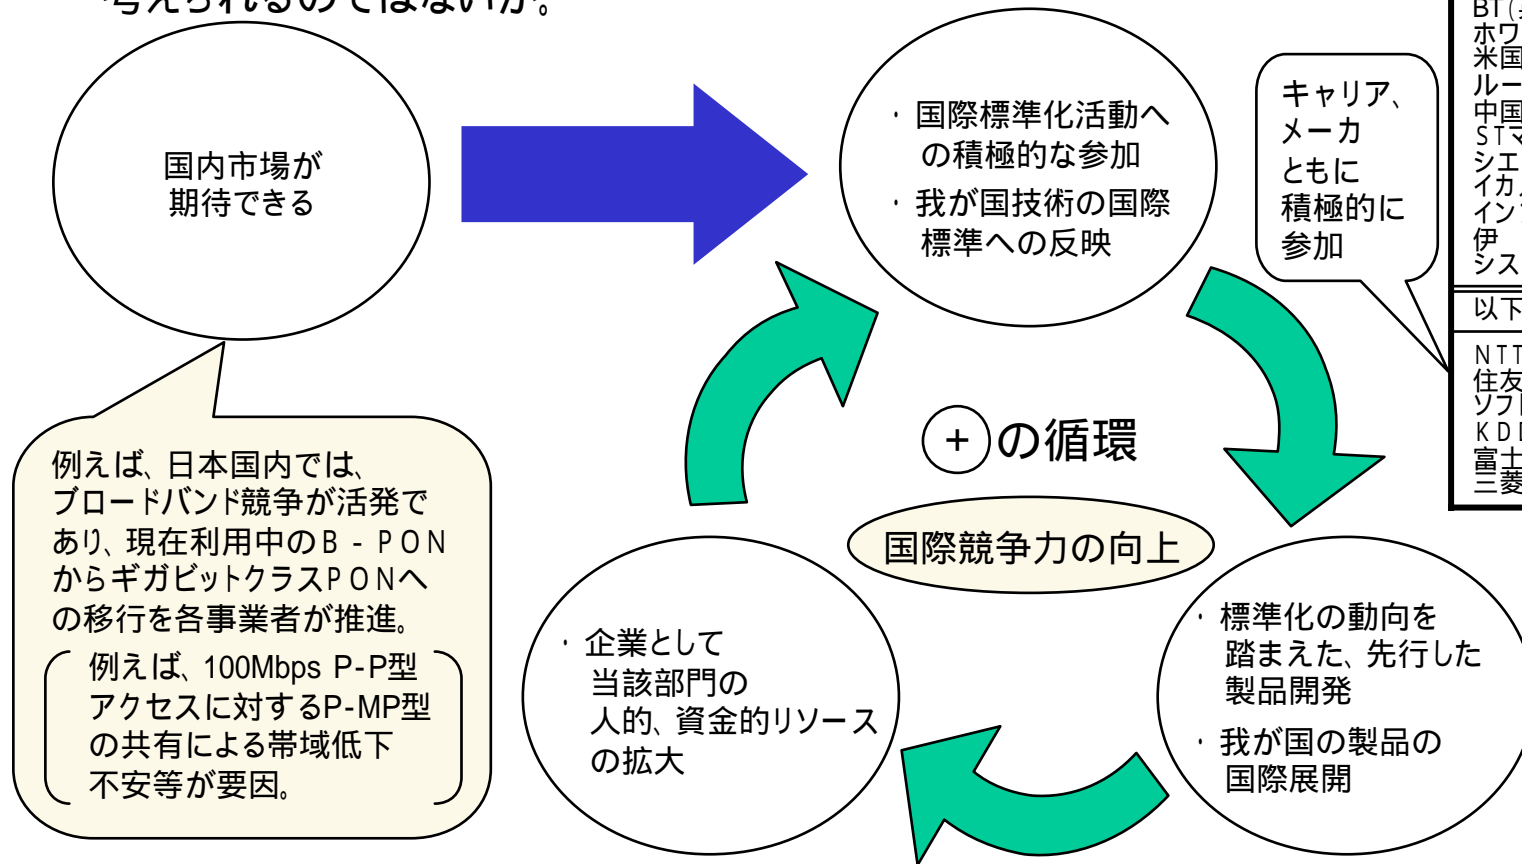 考えられるのではないか。
国内市場が
期待できる
・国際標準化活動へ
の積極的な参加
・我が国技術の国際
標準への反映
キャリア、
メーカ
ともに
積極的に
参加
BT(
ホワ
米国
ルー
中国
STマ
シエ
イカ
イン
伊
シス
以下
NTT
住友
ソフ
KDD
富士
三菱
+の循環
国際競争力の向上
例えば、日本国内では、
ブロードバンド競争が活発で
あり、現在利用中のB-PON
からギガビットクラスPONへ
の移行を各事業者が推進。
例えば、100Mbps P-P型
アクセスに対するP-MP型
の共有による帯域低下
不安等が要因。
・企業として
当該部門の
人的、資金的リソース
の拡大
・標準化の動向を
踏まえた、先行した
製品開発
・我が国の製品の
国際展開